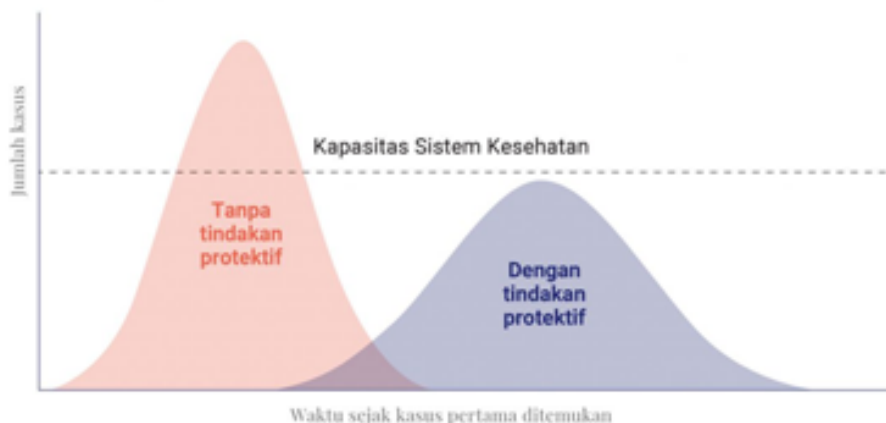 Jumlah kasus
Kapasitas Sistem Kesehatan
Tanpa
tindakan
protektif
Dengan
tindakan
protektif
Waktu sejak kasus pertama ditemukan